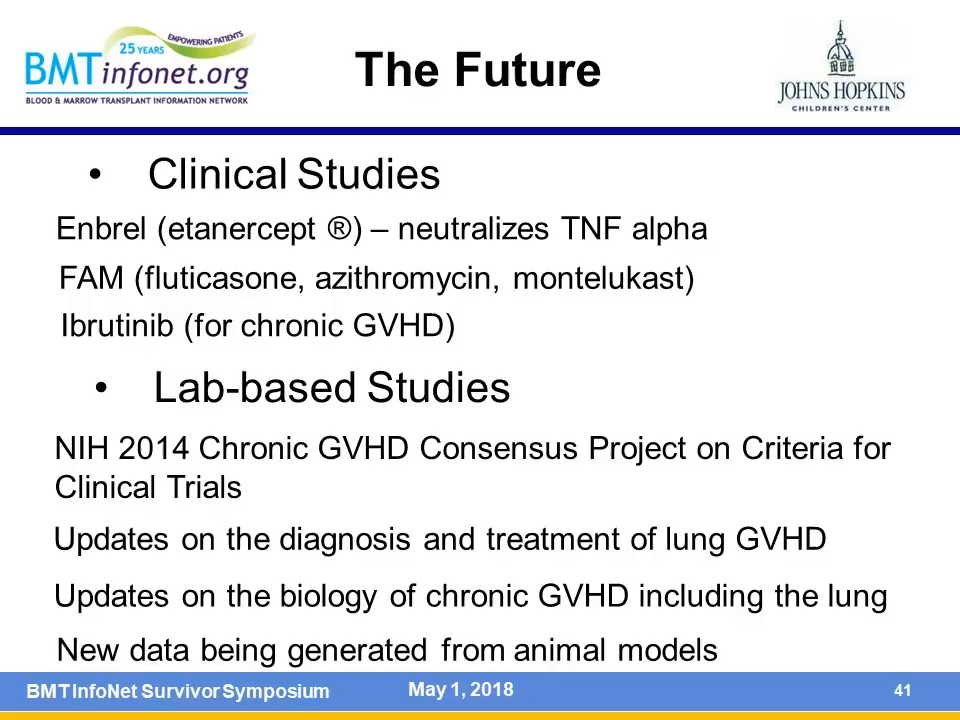 25 YEARS
EMPOWERING PATIENTS
BMTinfonet.org
BLOOD & MARROW TRANSPLANT INFORMATION NETWORK
The Future
JOHNS HOPKINS
CHILDREN'S CENTER
• Clinical Studies
Enbrel (etanercept ®) – neutralizes TNF alpha
FAM (fluticasone, azithromycin, montelukast)
Ibrutinib (for chronic GVHD)
• Lab-based Studies
NIH 2014 Chronic GVHD Consensus Project on Criteria for
Clinical Trials
Updates on the diagnosis and treatment of lung GVHD
Updates on the biology of chronic GVHD including the lung
New data being generated from animal models
BMT InfoNet Survivor Symposium
May 1, 2018
41